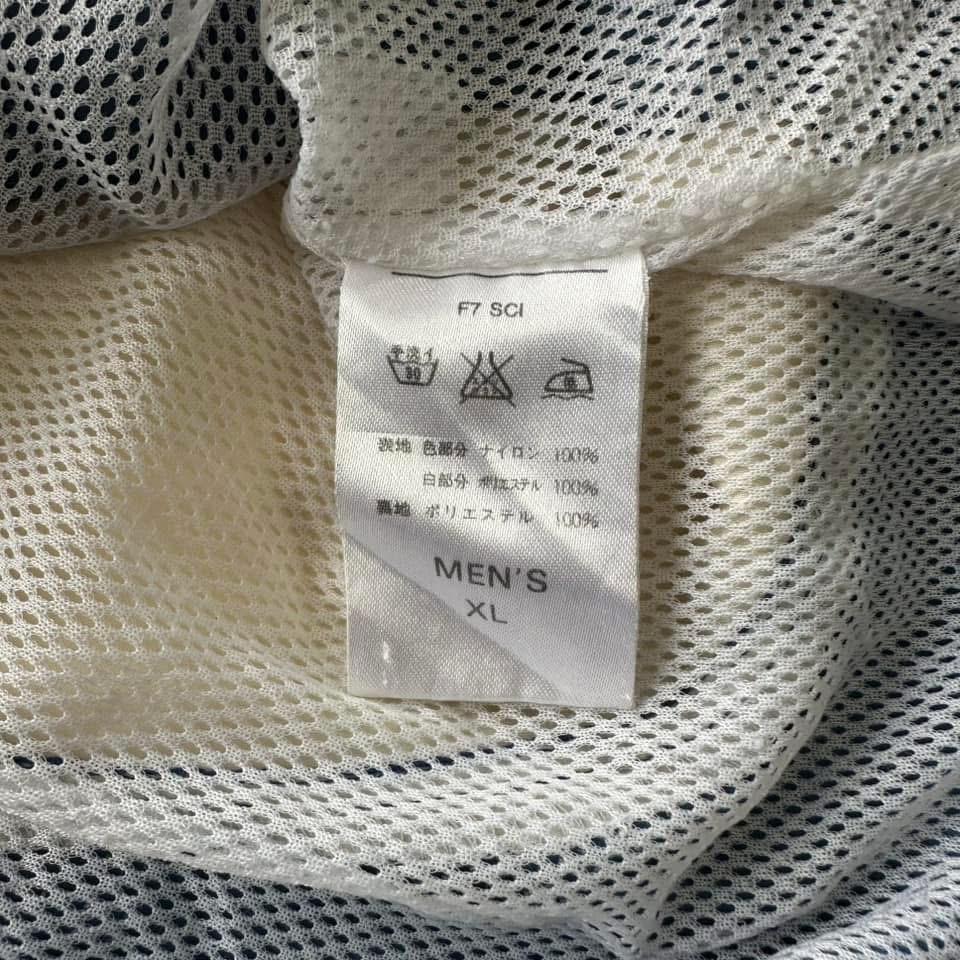 F7 SCI
手洗イ
30
表地 色部分 ナイロン 100%
白部分 ポリエステル 100%
裏地 ポリエステル 100%
MEN'S
XL